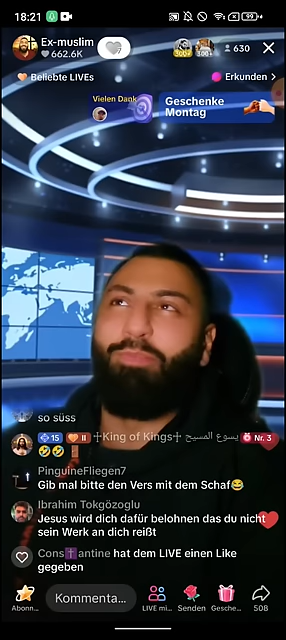 18:21
99+
Ex-muslim
662.6K
300+
300+
630
Beliebte LIVEs
Erkunden >
Vielen Dank
Geschenke
Montag
so süss
15
II
☥King of Kings☥ يسوع المسيح
Nr. 3
🤣🤣
PinguineFliegen7
Gib mal bitte den Vers mit dem Schaf😂
Ibrahim Tokgözoglu
Jesus wird dich dafür belohnen das du nicht
sein Werk an dich reißt
Cons✝️antine hat dem LIVE einen Like
gegeben
Abonn...
Kommenta...
LIVE mi...
Senden
Gesche...
508